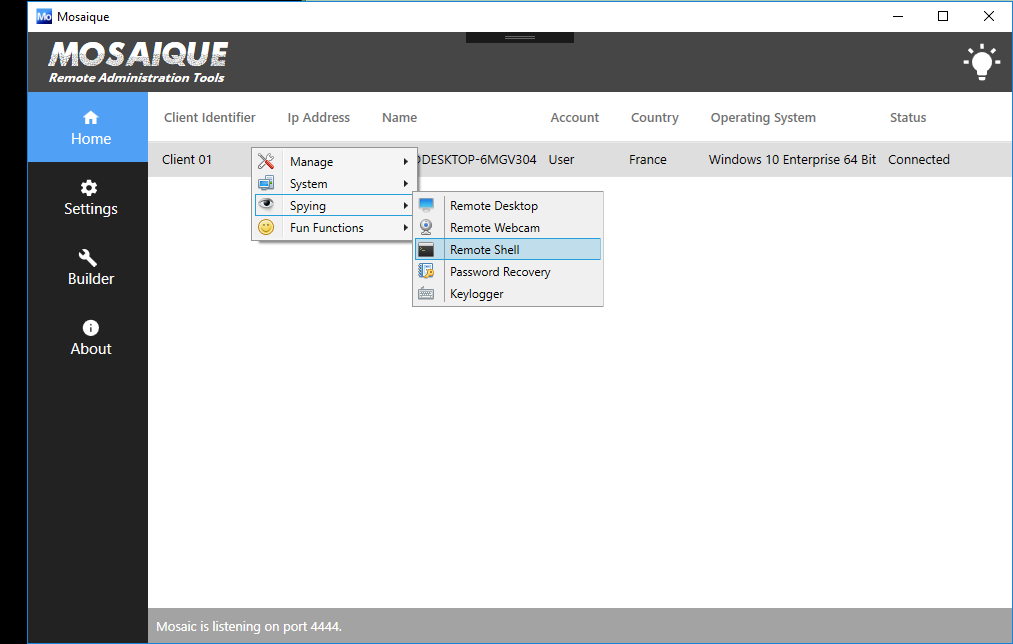 Mo Mosaique
MOSAIQUE
Remote Administration Tools
Home
Settings
Builder
About
Client Identifier Ip Address Name Account Country Operating System Status
Client 01 DESKTOP-6MGV304 User France Windows 10 Enterprise 64 Bit Connected
Manage
System
Spying
Fun Functions
Remote Desktop
Remote Webcam
Remote Shell
Password Recovery
Keylogger
Mosaic is listening on port 4444.